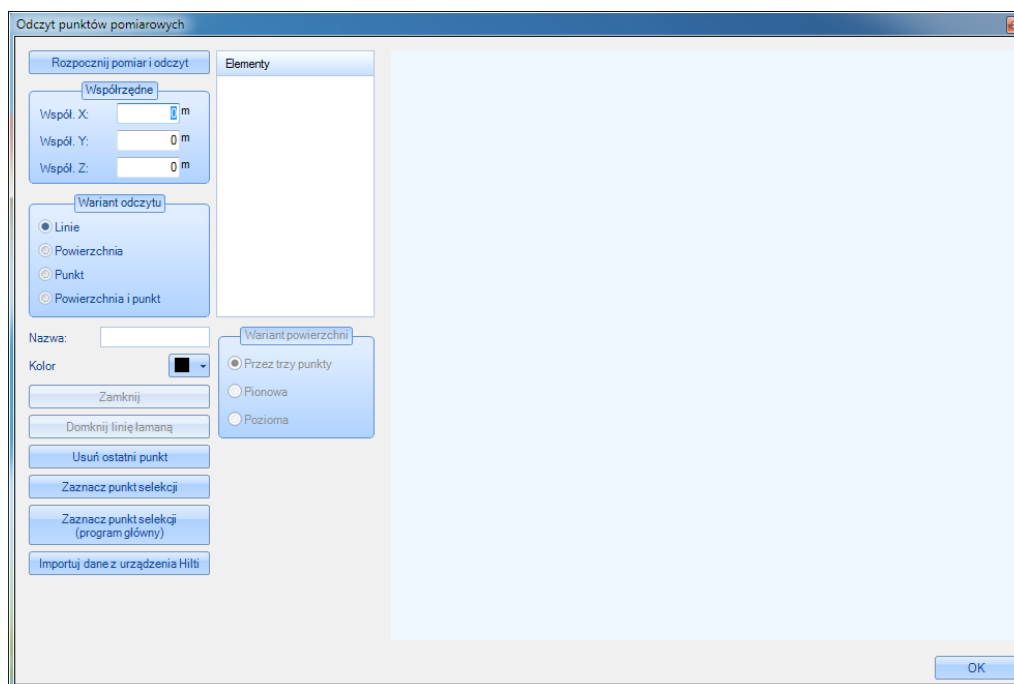 Odczyt punktów pomiarowych
Rozpocznij pomiar i odczyt
Współrzędne
Współ. X:
0 m
Współ. Y:
0 m
Współ. Z:
0 m
Wariant odczytu
Linie
Powierzchnia
Punkt
Powierzchnia i punkt
Nazwa:
Kolor
Zamknij
Domknij linię łamaną
Usuń ostatni punkt
Zaznacz punkt selekcji
Zaznacz punkt selekcji
(program główny)
Importuj dane z urządzenia Hilti
Elementy
Wariant powierzchni
Przez trzy punkty
Pionowa
Pozioma
OK